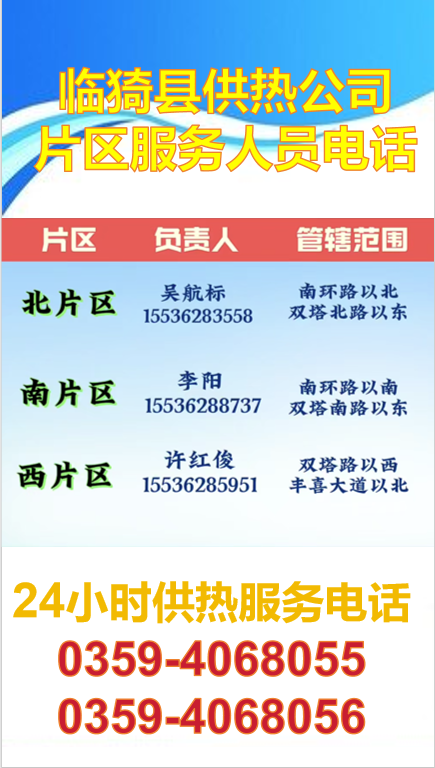 临猗县供热公司
片区服务人员电话
片区 负责人 管辖范围
北片区 吴航标 南环路以北
15536283558 双塔北路以东
南片区 李阳 南环路以南
15536288737 双塔南路以东
西片区 许红俊 双塔路以西
15536285951 丰喜大道以北
24小时供热服务电话
0359-4068055
0359-4068056